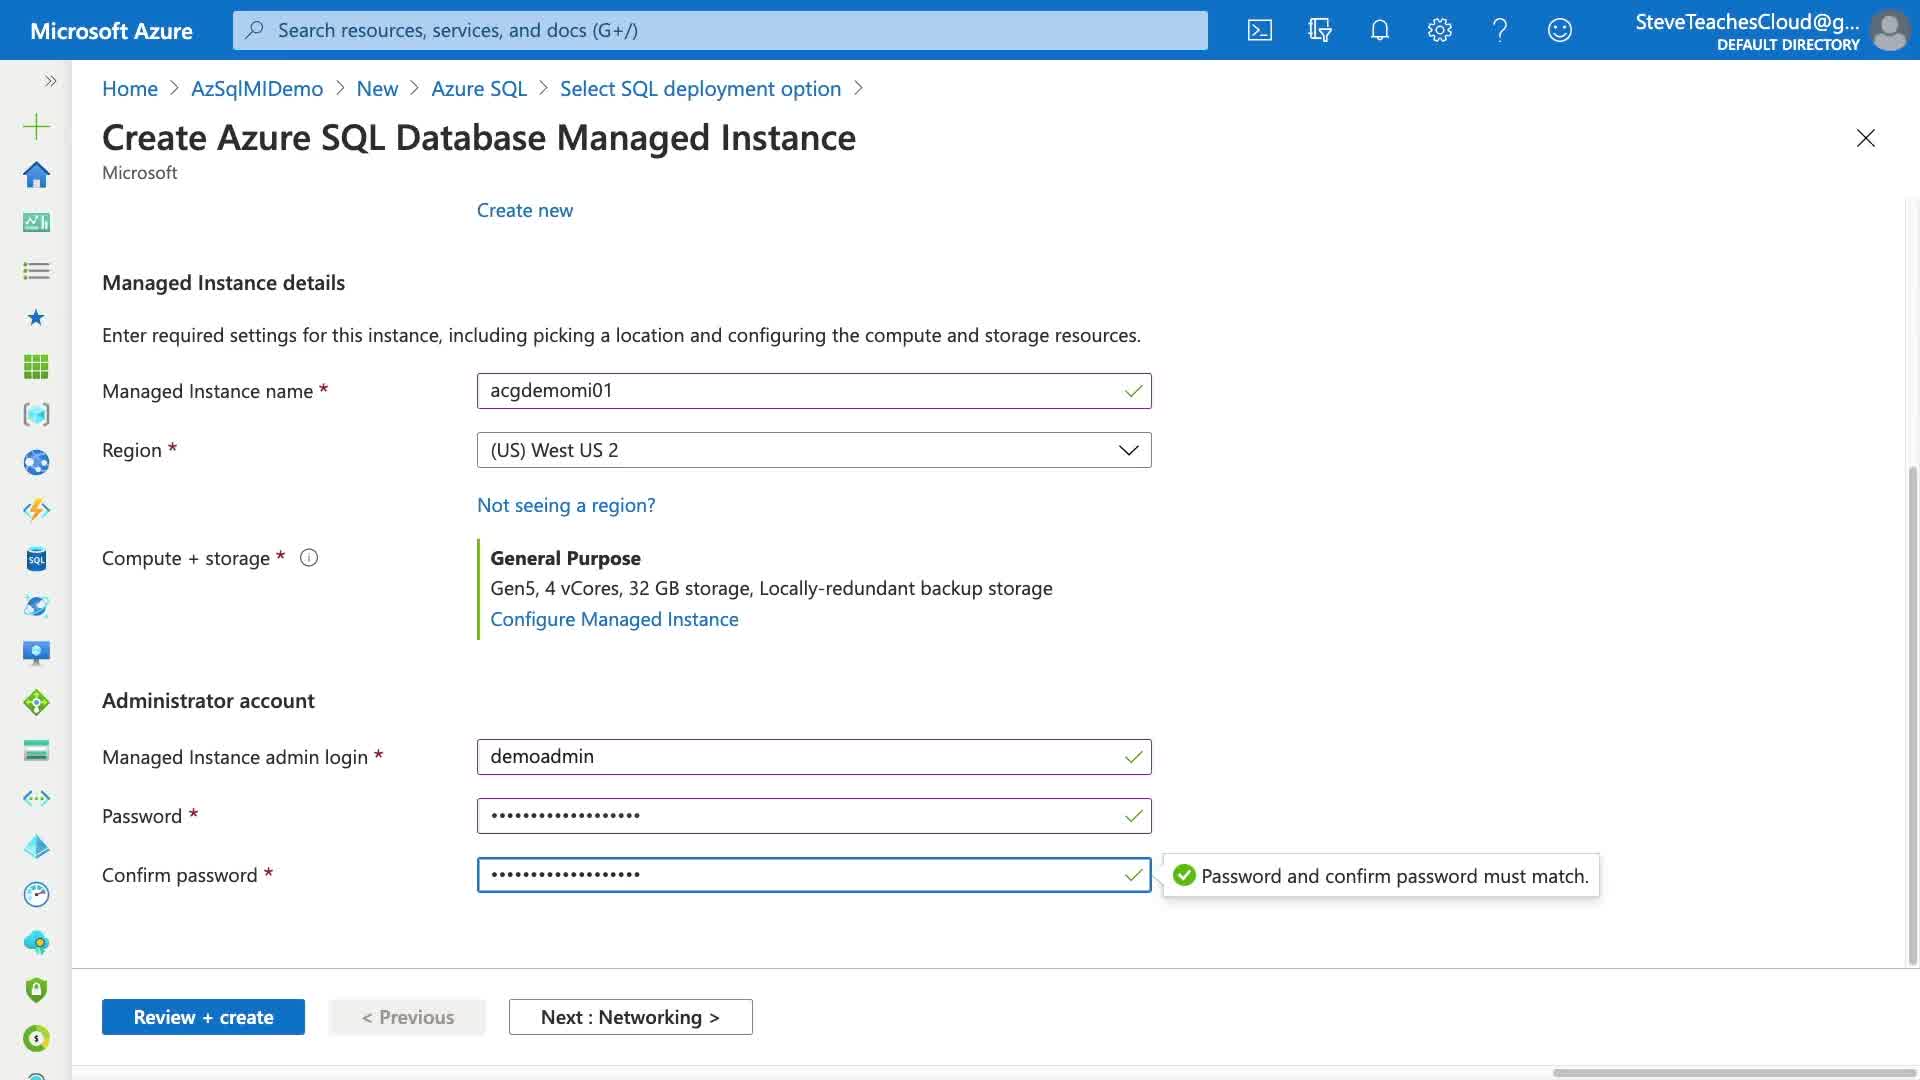 Microsoft Azure
Search resources, services, and docs (G+/)
SteveTeachesCloud@g...
DEFAULT DIRECTORY
Home > AzSqlMIDemo > New > Azure SQL > Select SQL deployment option >
Create Azure SQL Database Managed Instance
Microsoft
Create new
Managed Instance details
Enter required settings for this instance, including picking a location and configuring the compute and storage resources.
Managed Instance name *
acgdemomi01
Region *
(US) West US 2
Not seeing a region?
Compute + storage *
General Purpose
Gen5, 4 vCores, 32 GB storage, Locally-redundant backup storage
Configure Managed Instance
Administrator account
Managed Instance admin login *
demoadmin
Password *
•••••••••••••••••••
Confirm password *
•••••••••••••••••••
Password and confirm password must match.
Review + create
< Previous
Next : Networking >